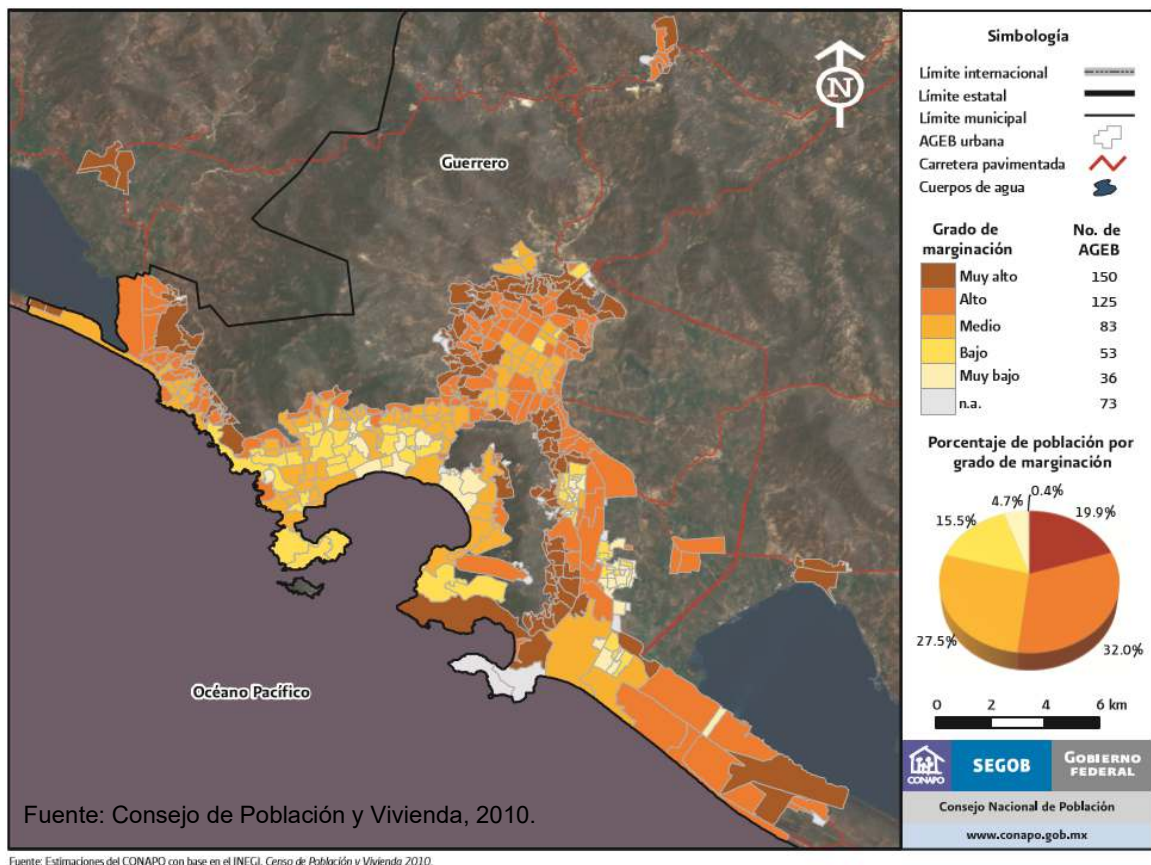 Guerrero
Océano Pacífico
N
Fuente: Consejo de Población y Vivienda, 2010.
Simbología
Límite internacional
Límite estatal
Límite municipal
AGEB urbana
Carretera pavimentada
Cuerpos de agua
Grado de marginación No. de AGEB
Muy alto 150
Alto 125
Medio 83
Bajo 53
Muy bajo 36
n.a. 73
Porcentaje de población por
grado de marginación
4.7% 0.4%
15.5% 19.9%
27.5% 32.0%
0 2 4 6 km
CONAPO SEGOB GOBIERNO FEDERAL
Consejo Nacional de Población
www.conapo.gob.mx
Fuente: Estimaciones del CONAPO con base en el INEGI, Censo de Población y Vivienda 2010.